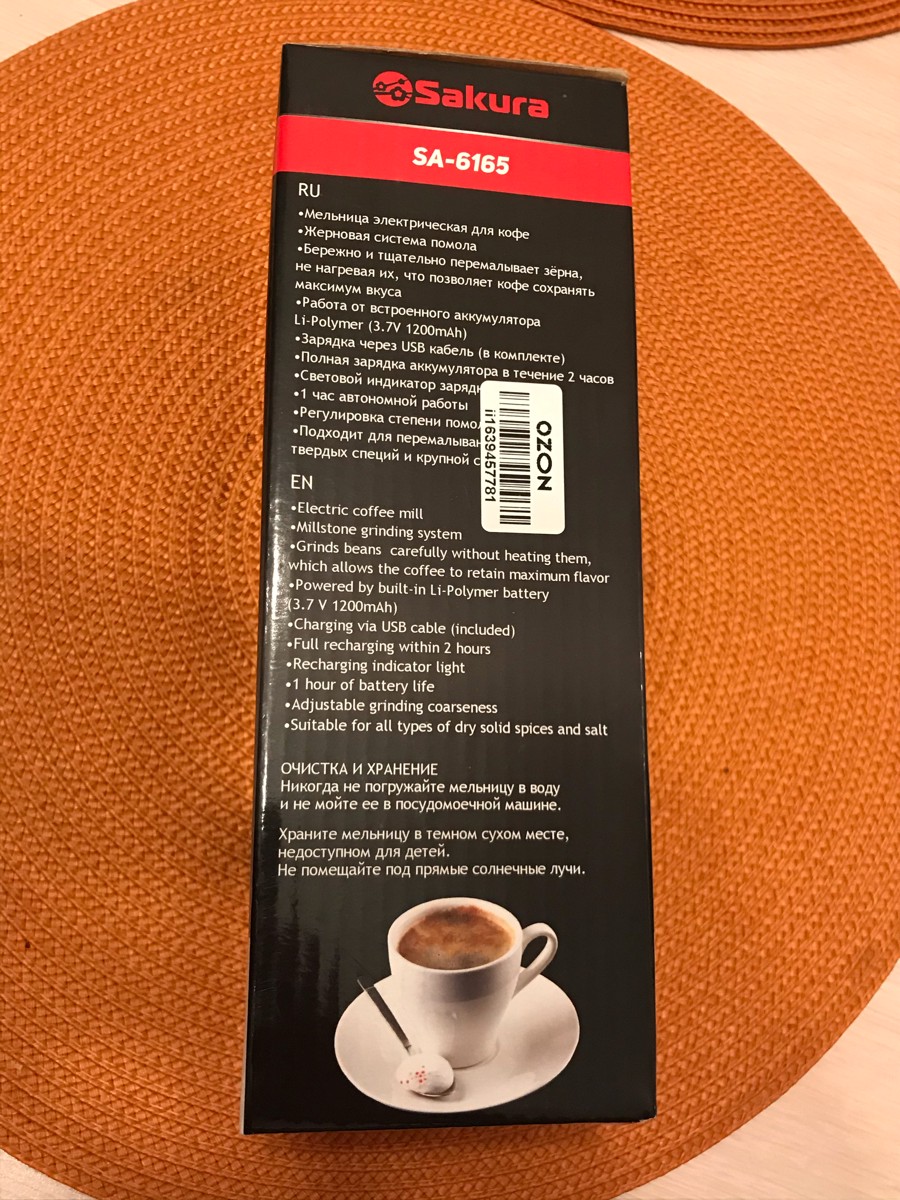 Sakura
SA-6165
RU
•Мельница электрическая для кофе
•Жерновая система помола
•Бережно и тщательно перемалывает зёрна,
не нагревая их, что позволяет кофе сохранять
максимум вкуса
•Работа от встроенного аккумулятора
Li-Polymer (3.7V 1200mAh)
•Зарядка через USB кабель (в комплекте)
•Полная зарядка аккумулятора в течение 2 часов
•Световой индикатор
•1 час автономной работы
•Регулировка степени
•Подходит для
твердых специй и крупной
OZON
ii1639457781
EN
•Electric coffee mill
•Millstone grinding system
•Grinds beans carefully without heating them,
which allows the coffee to retain maximum flavor
•Powered by built-in Li-Polymer battery
(3.7 V 1200mAh)
•Charging via USB cable (included)
•Full recharging within 2 hours
•Recharging indicator light
•1 hour of battery life
•Adjustable grinding coarseness
•Suitable for all types of dry solid spices and salt
ОЧИСТКА И ХРАНЕНИЕ
Никогда не погружайте мельницу в воду
и не мойте ее в посудомоечной машине.
Храните мельницу в темном сухом месте,
недоступном для детей.
Не помещайте под прямые солнечные лучи.